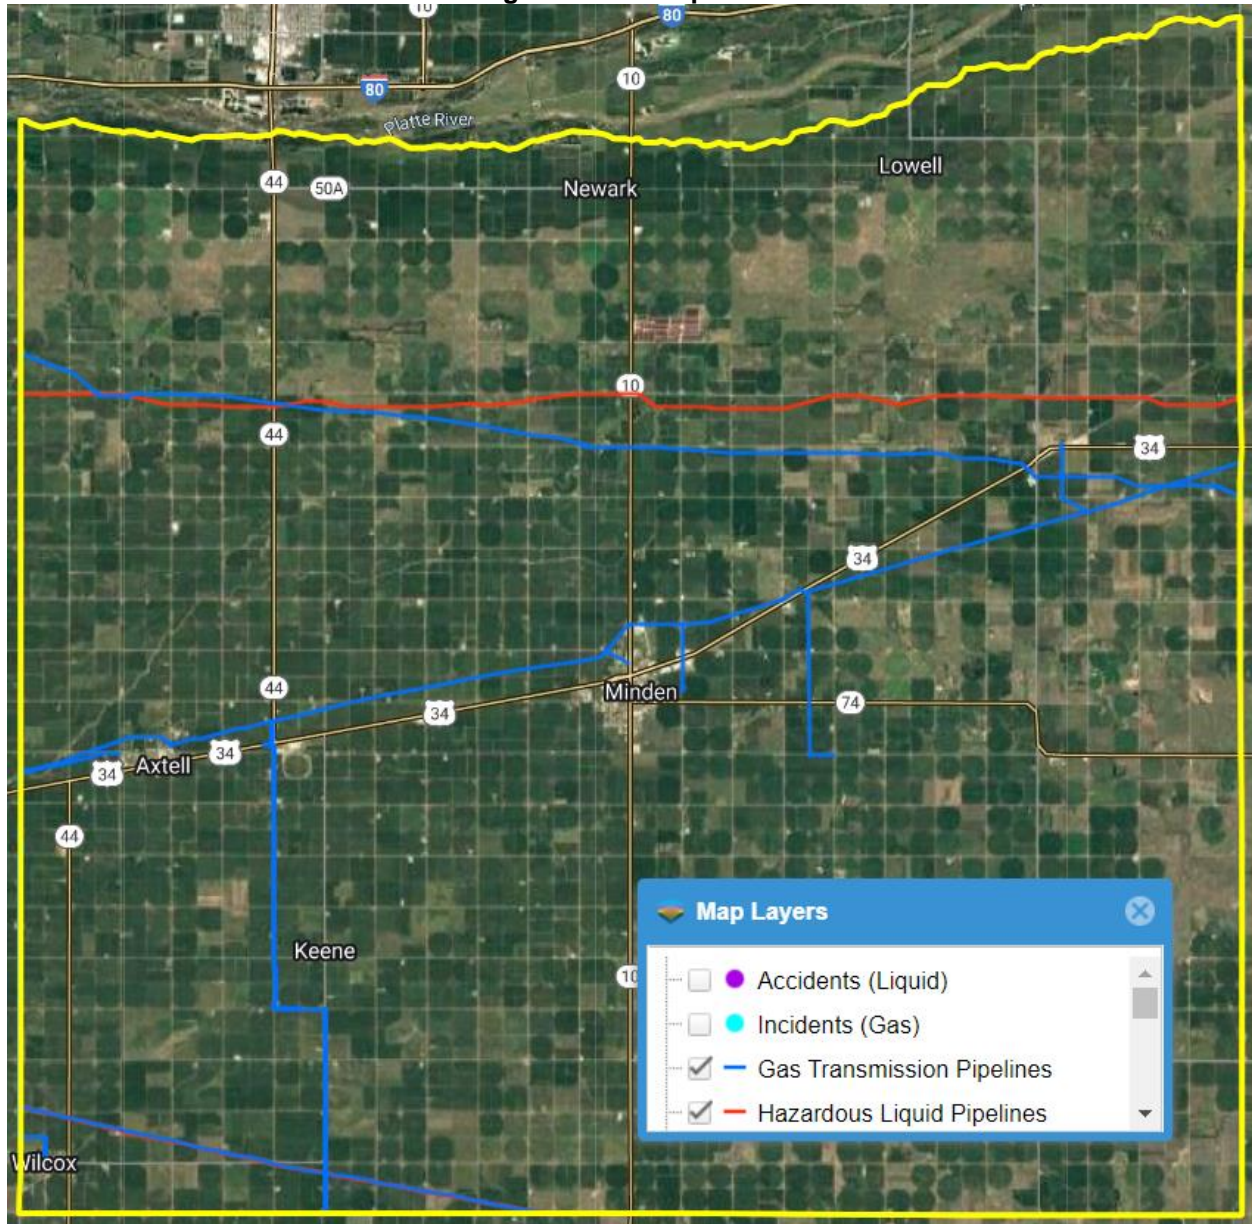 10
80
10
80
Platte River
Lowell
44
50A
Newark
10
44
34
34
44
Minden
74
34
34
Axtell
34
44
Map Layers
Keene
10
Accidents (Liquid)
Incidents (Gas)
Gas Transmission Pipelines
Hazardous Liquid Pipelines
Wilcox